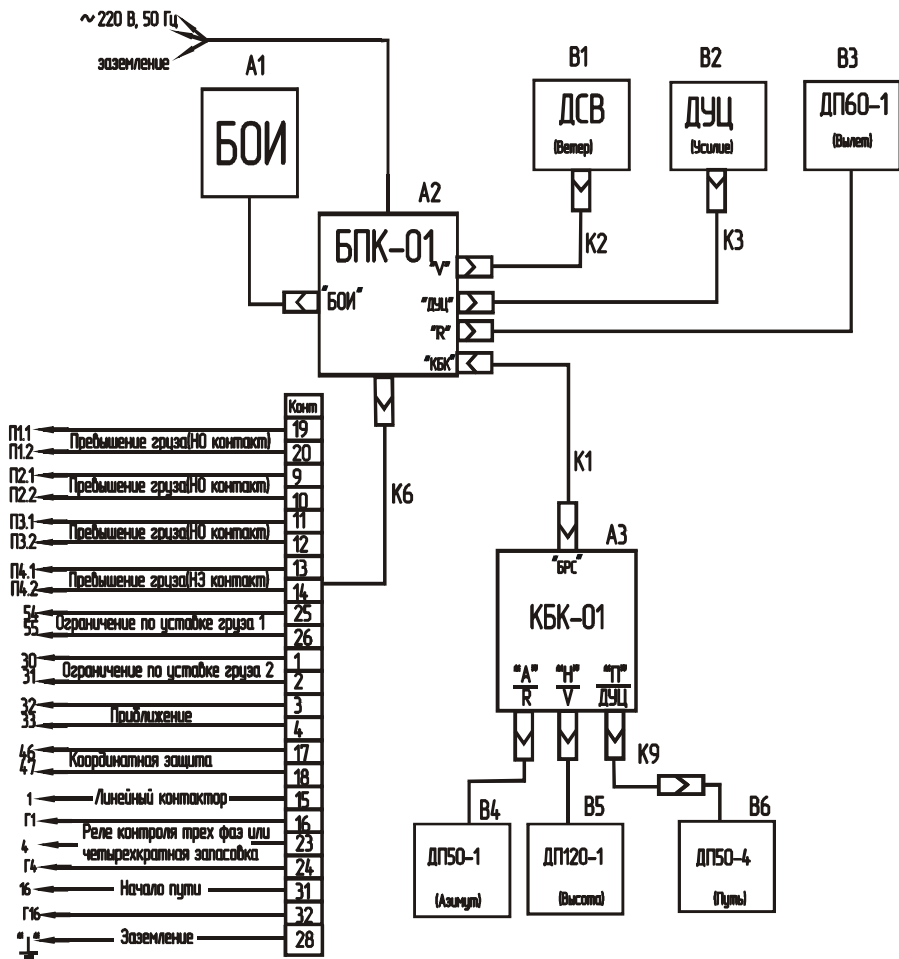 ~ 220 В, 50 Гц
заземление
А1
БОИ
В1
ДСВ
(Ветер)
В2
ДУЦ
(Усилие)
В3
ДП60-1
(Вылет)
А2
БПК-01
"V"
"БОИ"
"ДУЦ"
"R"
"КБК"
К2
К3
К1
К6
Конт
П1.1
19
Превышение груза(НО контакт)
П1.2
20
П2.1
9
Превышение груза(НО контакт)
П2.2
10
П3.1
11
Превышение груза(НО контакт)
П3.2
12
П4.1
13
Превышение груза(НЗ контакт)
П4.2
14
54
25
Ограничение по уставке груза 1
55
26
30
1
Ограничение по уставке груза 2
31
2
32
3
Приближение
33
4
46
17
Координатная защита
47
18
1
Линейный контактор
15
Г1
16
4
Реле контроля трех фаз или
четырехкратная запасовка
23
Г4
24
16
Начало пути
31
Г16
32
" "
Заземление
28
А3
"БРС"
КБК-01
"А"
R
"Н"
V
"П"
ДУЦ
К9
В4
ДП50-1
(Азимут)
В5
ДП120-1
(Высота)
В6
ДП50-4
(Путь)